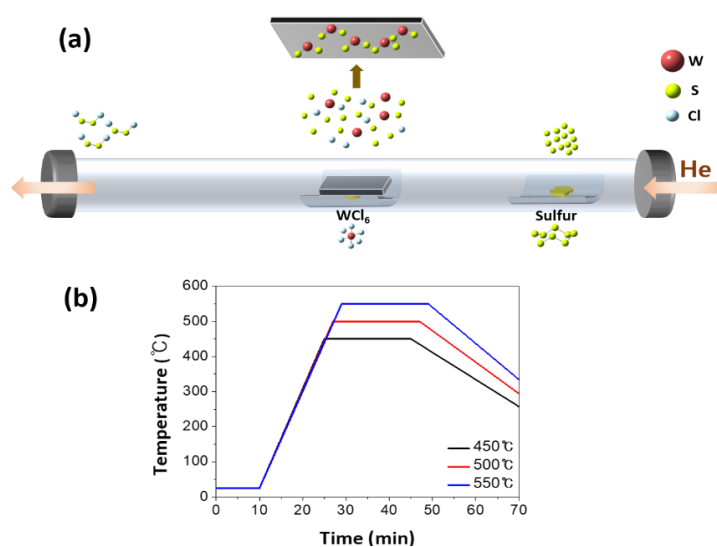 (a)
W
S
Cl
He
WCl₆
Sulfur
(b)
Temperature (℃)
600
500
400
300
200
100
0
450℃
500℃
550℃
0 10 20 30 40 50 60 70
Time (min)